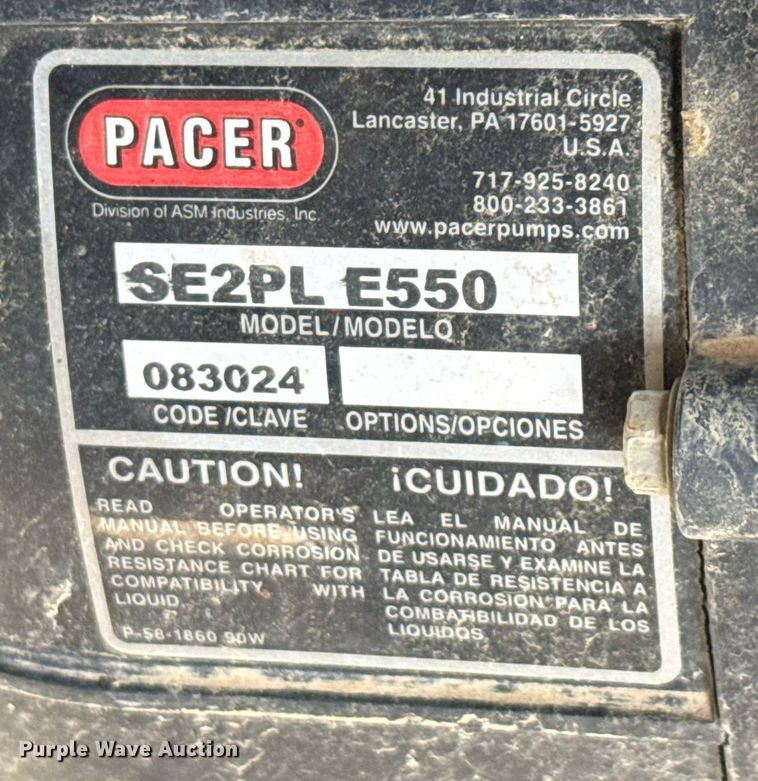 PACER
Division of ASM Industries, Inc.
41 Industrial Circle
Lancaster, PA 17601-5927
U.S.A.
717-925-8240
800-233-3861
www.pacerpumps.com
SE2PL E550
MODEL/MODELO
083024
CODE/CLAVE
OPTIONS/OPCIONES
CAUTION!
READ OPERATOR'S
MANUAL BEFORE USING
AND CHECK CORROSION
RESISTANCE CHART FOR
COMPATIBILITY WITH
LIQUID
P-58-1860 90W
¡CUIDADO!
LEA EL MANUAL DE
FUNCIONAMIENTO ANTES
DE USARSE Y EXAMINE LA
TABLA DE RESISTENCIA A
LA CORROSION PARA LA
COMBATIBILIDAD DE LOS
LIQUIDOS
Purple Wave Auction